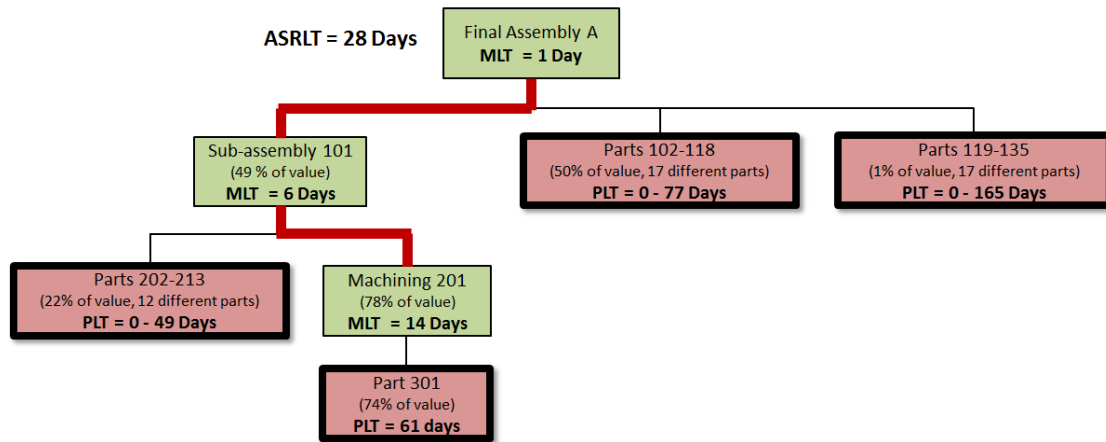 ASRLT = 28 Days
Final Assembly A
MLT = 1 Day
Sub-assembly 101
(49 % of value)
MLT = 6 Days
Parts 102-118
(50% of value, 17 different parts)
PLT = 0 - 77 Days
Parts 119-135
(1% of value, 17 different parts)
PLT = 0 - 165 Days
Parts 202-213
(22% of value, 12 different parts)
PLT = 0 - 49 Days
Machining 201
(78% of value)
MLT = 14 Days
Part 301
(74% of value)
PLT = 61 days